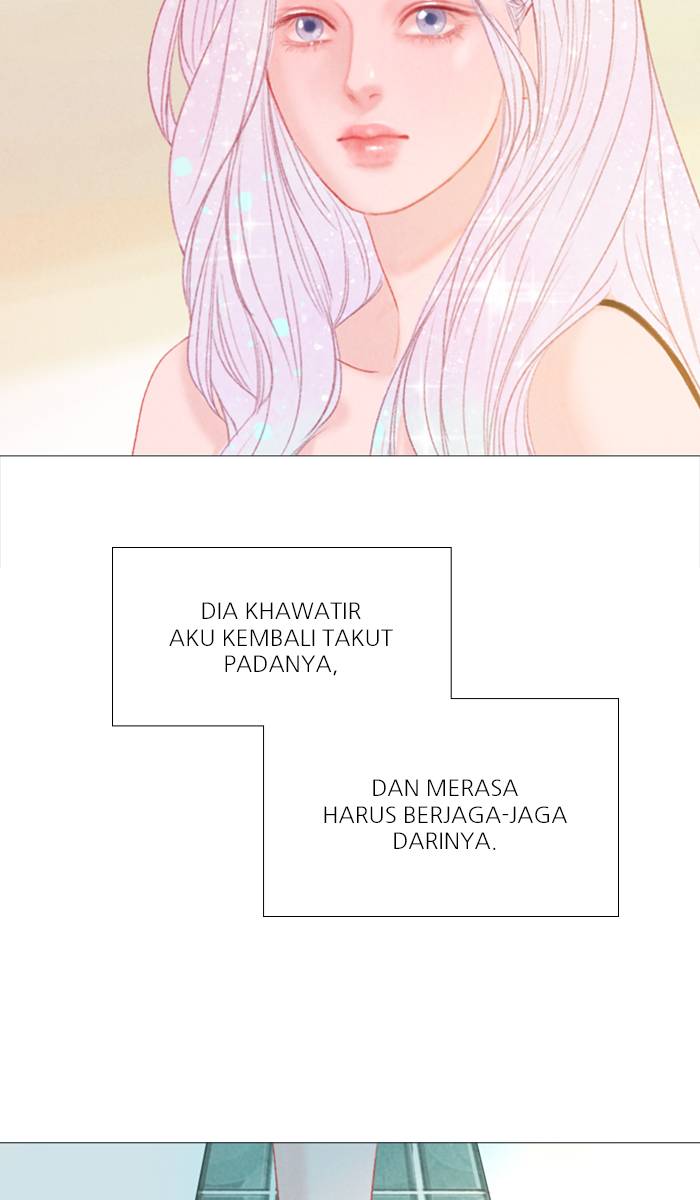 DIA KHAWATIR
AKU KEMBALI TAKUT
PADANYA,
DAN MERASA
HARUS BERJAGA-JAGA
DARINYA.